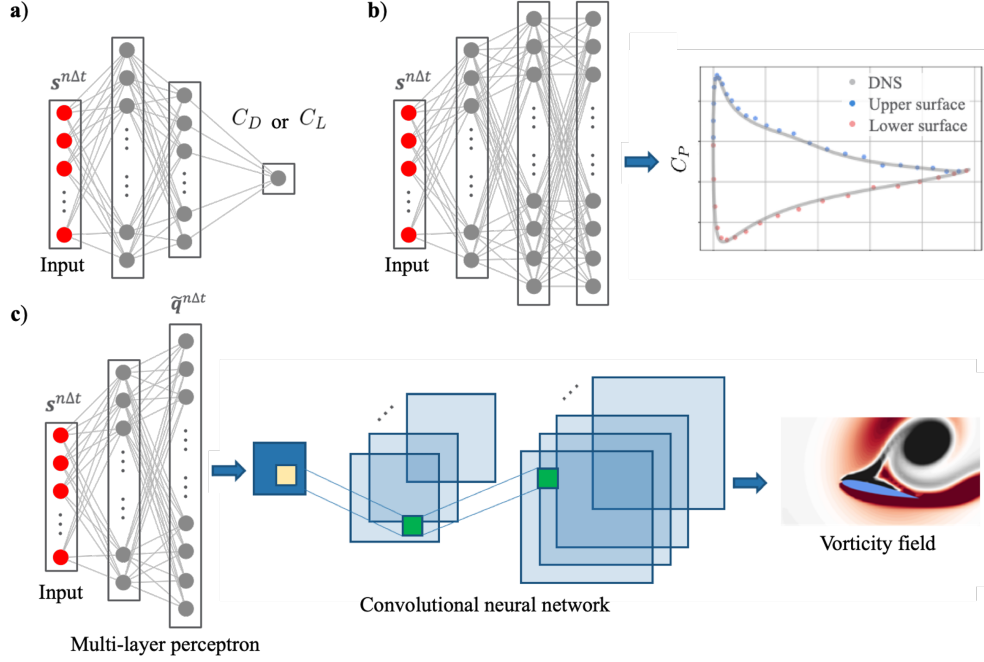 a)
s^{nΔt}
C_D or C_L
Input
b)
s^{nΔt}
Input
C_P
DNS
Upper surface
Lower surface
c)
q̃^{nΔt}
s^{nΔt}
Input
Multi-layer perceptron
Convolutional neural network
Vorticity field